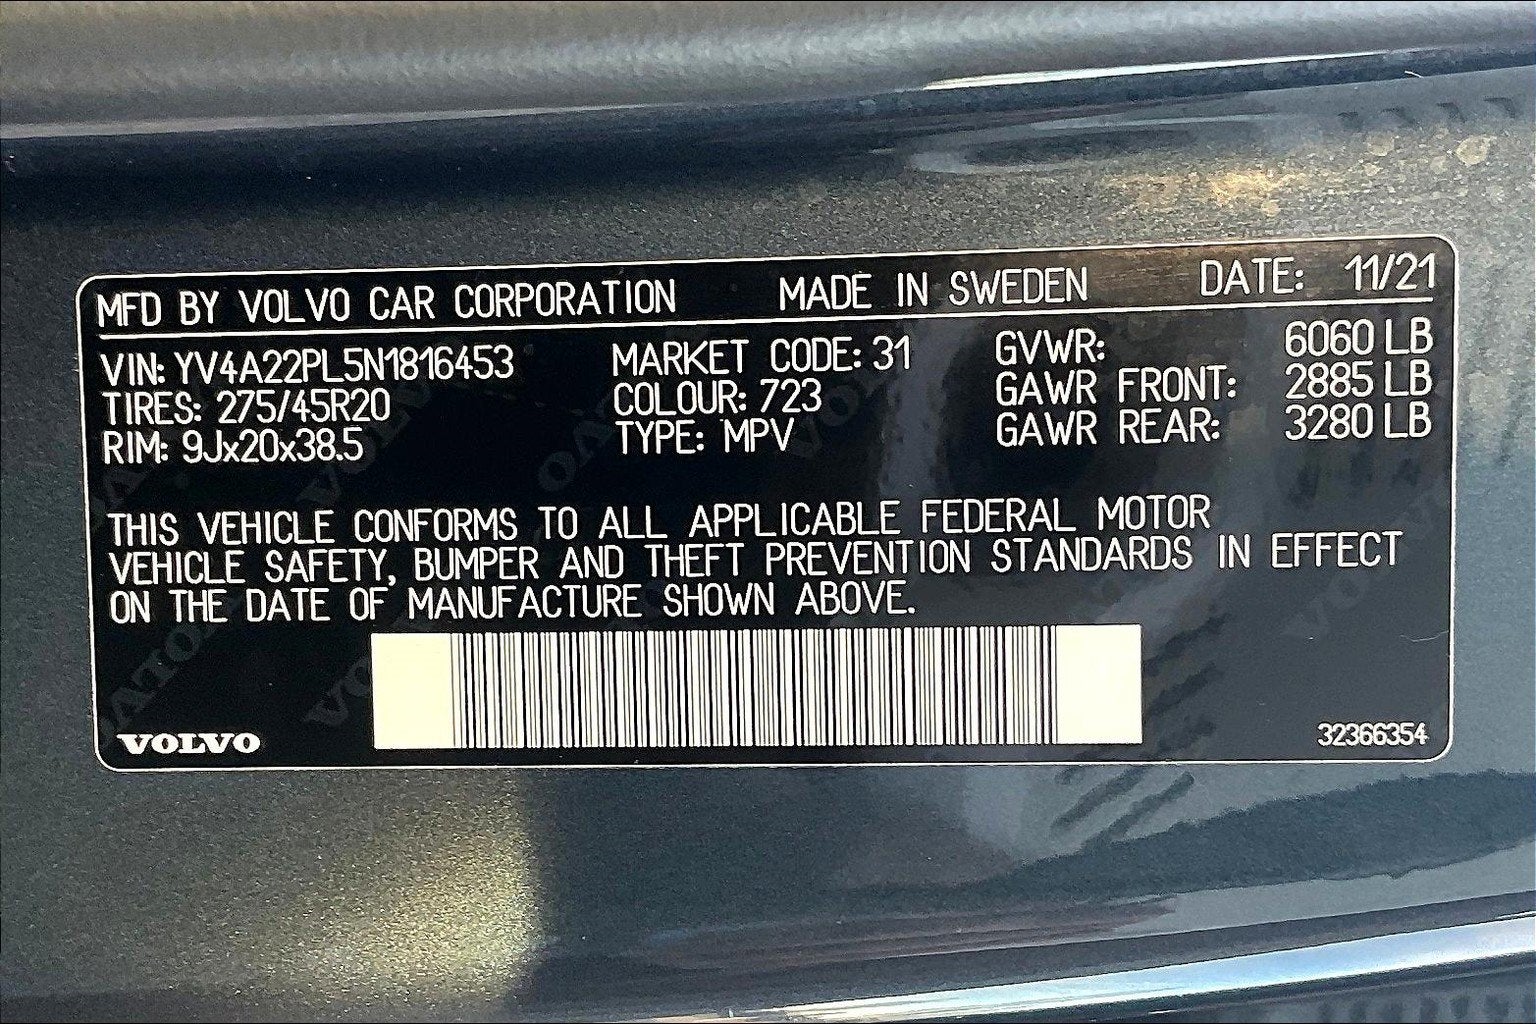 MFD BY VOLVO CAR CORPORATION MADE IN SWEDEN DATE: 11/21
VIN: YV4A22PL5N1816453 MARKET CODE: 31 GVWR: 6060 LB
TIRES: 275/45R20 COLOUR: 723 GAWR FRONT: 2885 LB
RIM: 9Jx20x38.5 TYPE: MPV GAWR REAR: 3280 LB
THIS VEHICLE CONFORMS TO ALL APPLICABLE FEDERAL MOTOR
VEHICLE SAFETY, BUMPER AND THEFT PREVENTION STANDARDS IN EFFECT
ON THE DATE OF MANUFACTURE SHOWN ABOVE.
VOLVO 32366354